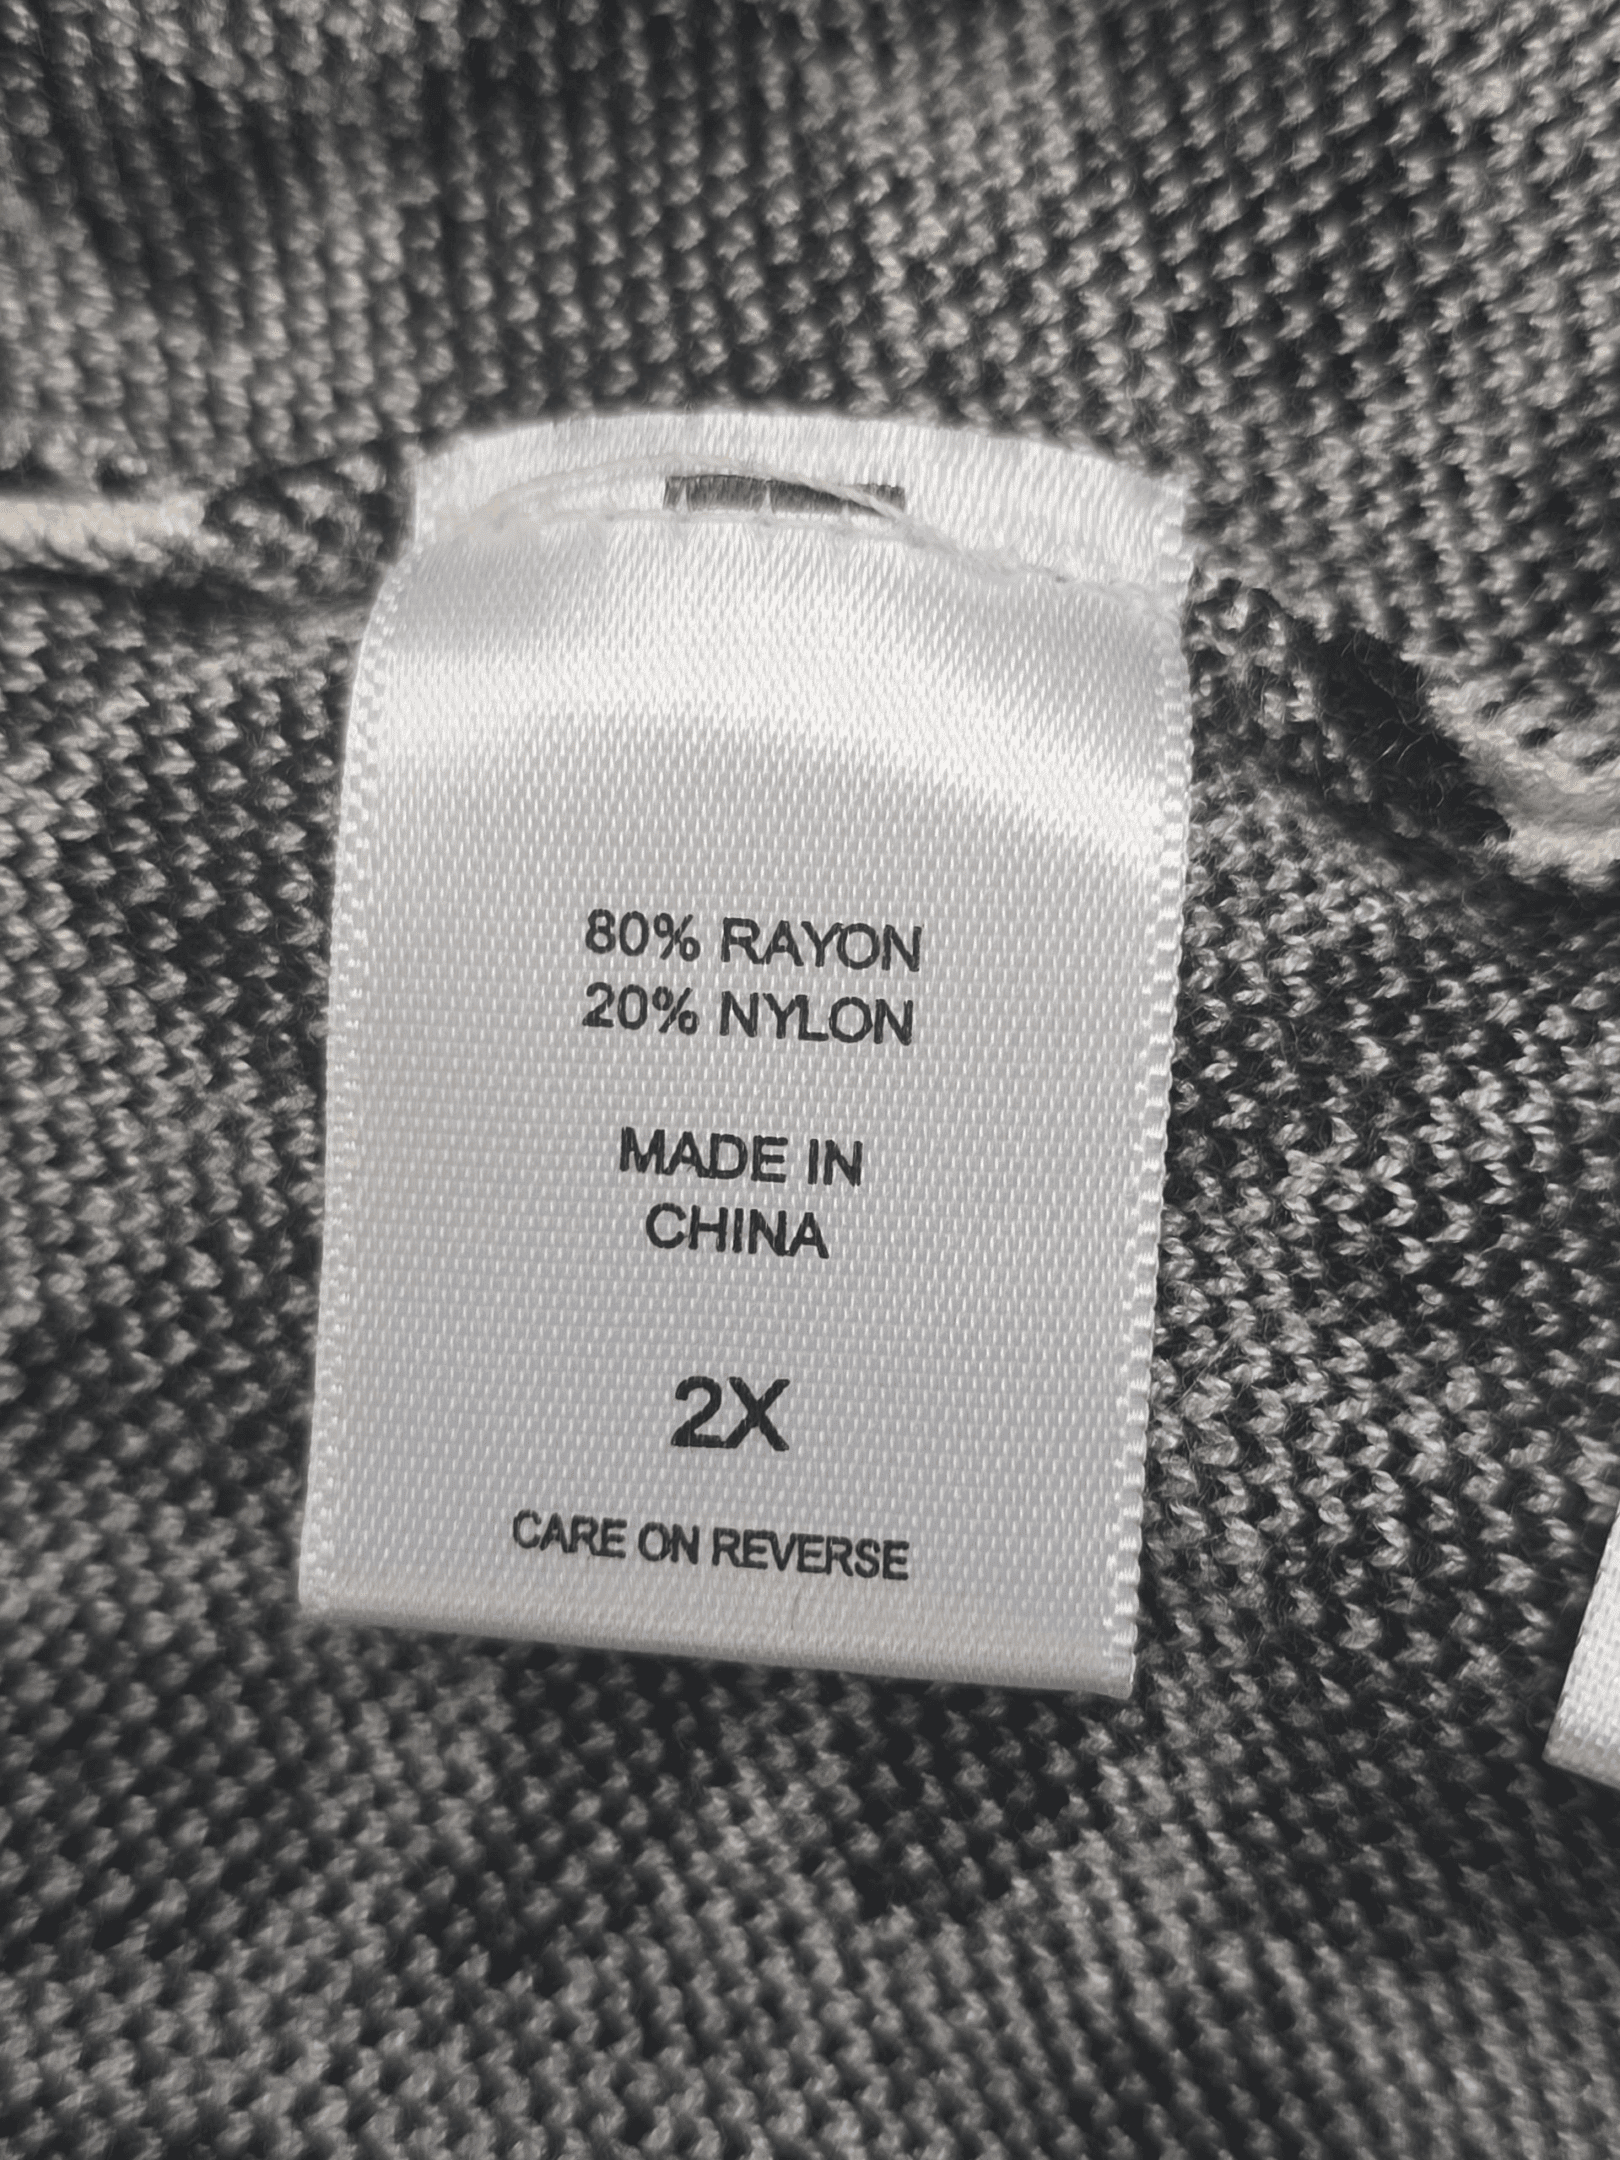 80% RAYON
20% NYLON
MADE IN
CHINA
2X
CARE ON REVERSE